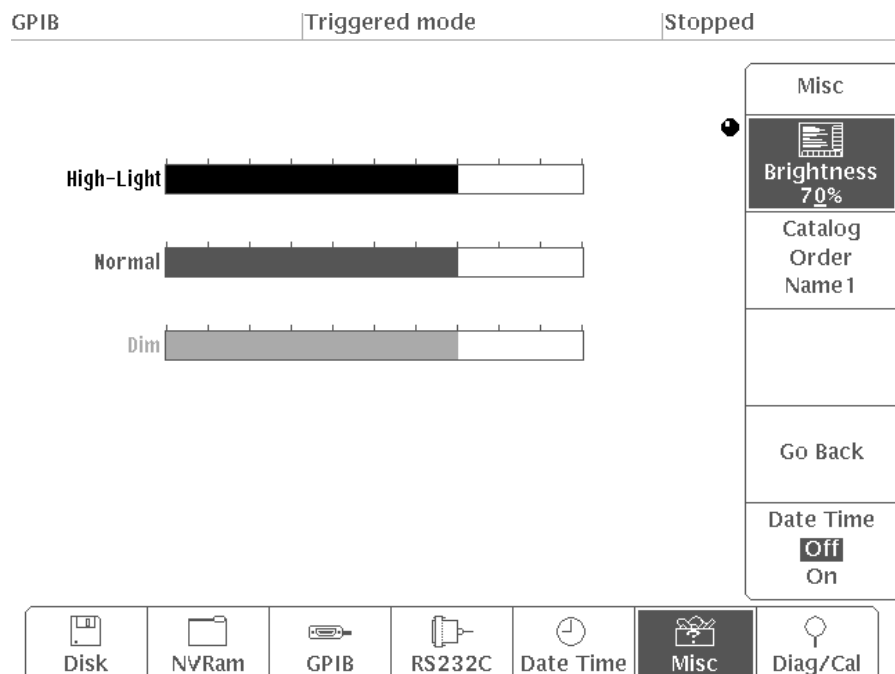 GPIB Triggered mode Stopped
Misc
Brightness
70%
High-Light
Catalog
Order
Name1
Normal
Dim
Go Back
Date Time
Off
On
Disk NVRam GPIB RS232C Date Time Misc Diag/Cal